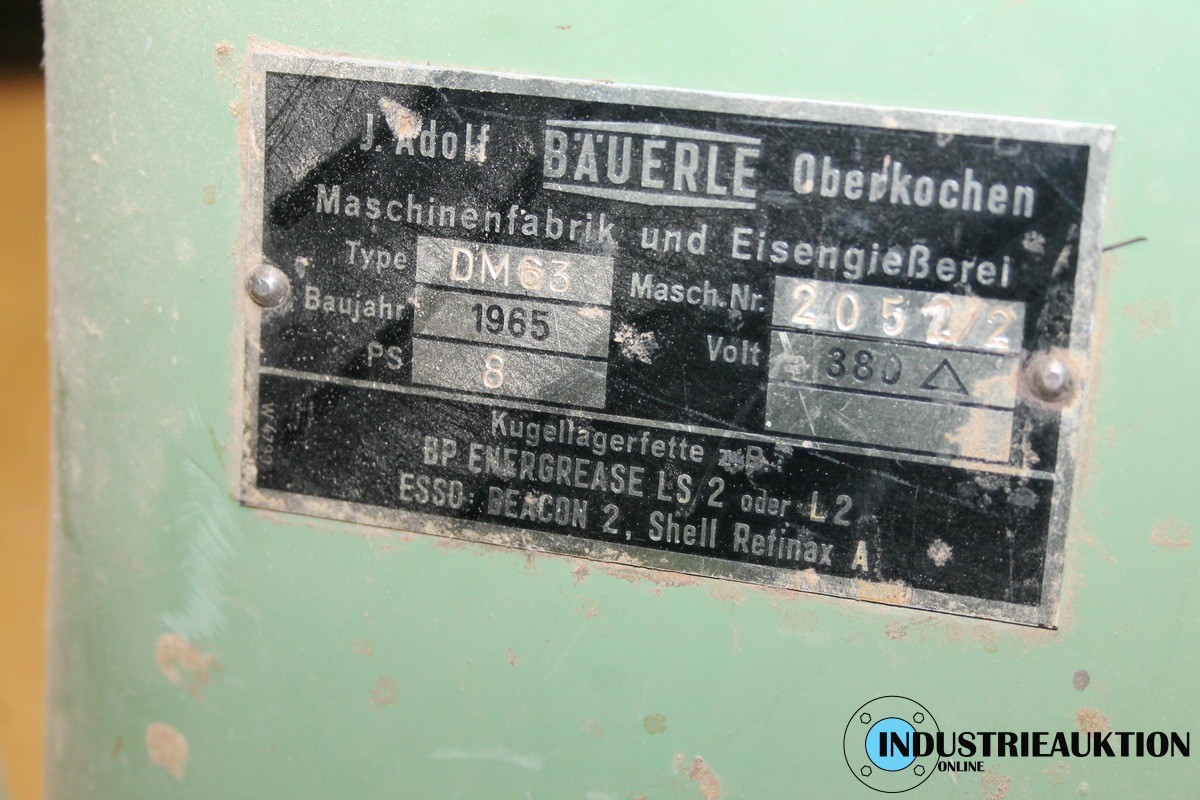 J. Adolf BÄUERLE Oberkochen
Maschinenfabrik und Eisengießerei
Type DM63 Masch.Nr.
Baujahr 1965 Volt 380 △
PS 8
Kugellagerfette z.B.:
BP ENERGREASE LS/2 oder L2
ESSO: BEACON 2, Shell Retinax A
INDUSTRIEAUKTION
ONLINE